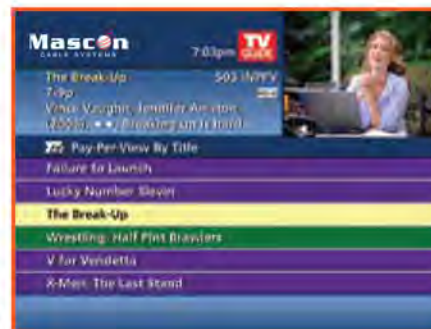 Mascon
CABLE SYSTEMS
7:03pm TV
GUIDE
The Break-Up 503 iNPPV
7-9p
Vince Vaughn, Jennifer Aniston.
(2006) ★★ Breaking up is hard
Pay-Per-View By Title
Failure to Launch
Lucky Number Slevin
The Break-Up
Wrestling: Half Pint Brawlers
V for Vendetta
X-Men: The Last Stand